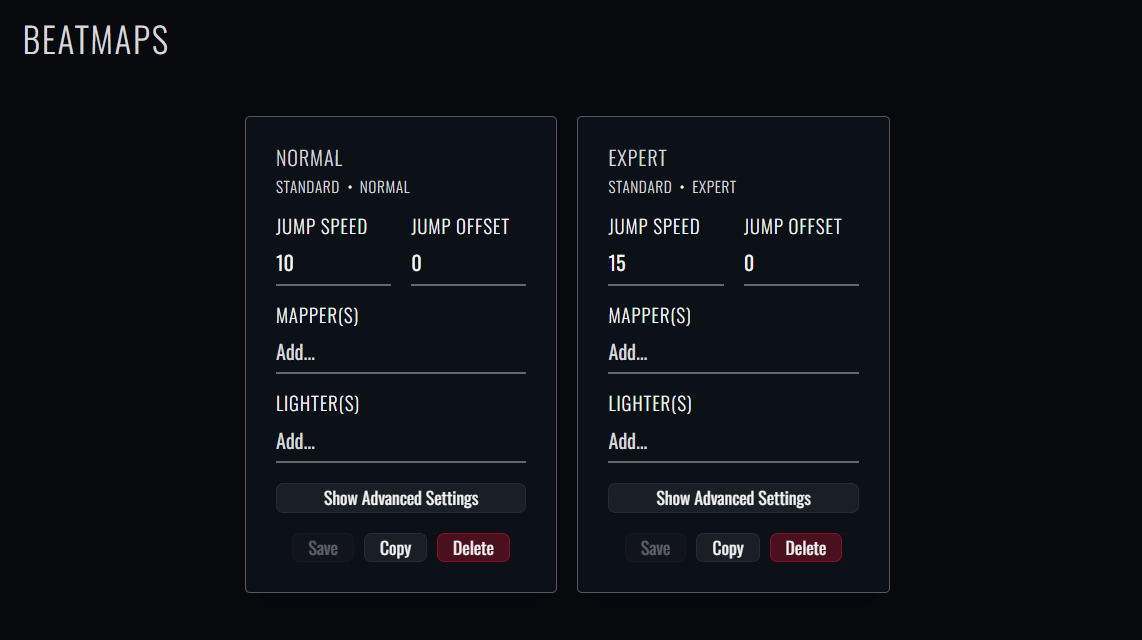 BEATMAPS
NORMAL
STANDARD • NORMAL
JUMP SPEED JUMP OFFSET
10 0
MAPPER(S)
Add...
LIGHTER(S)
Add...
Show Advanced Settings
Save Copy Delete
EXPERT
STANDARD • EXPERT
JUMP SPEED JUMP OFFSET
15 0
MAPPER(S)
Add...
LIGHTER(S)
Add...
Show Advanced Settings
Save Copy Delete